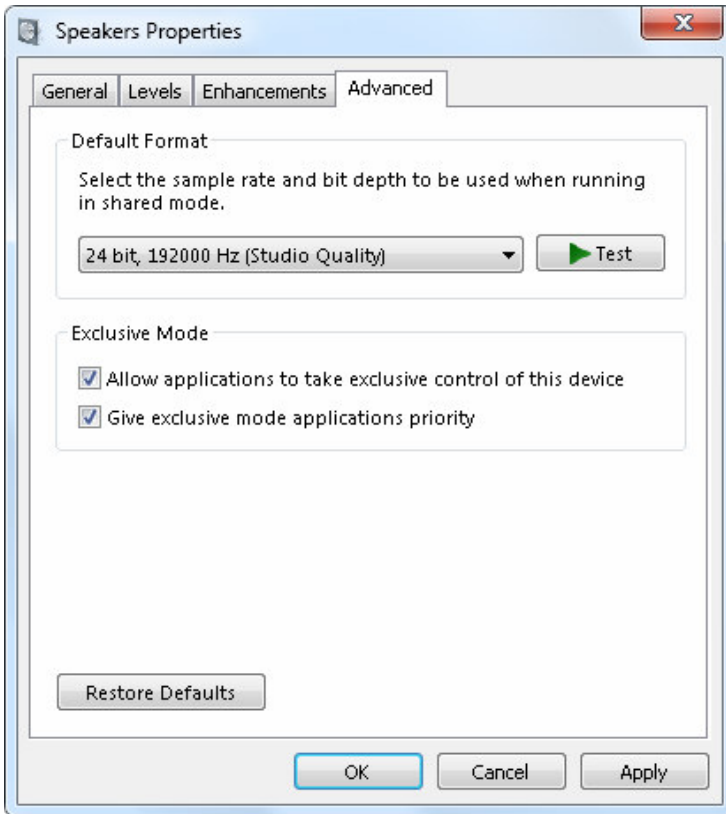 Speakers Properties
General
Levels
Enhancements
Advanced
Default Format
Select the sample rate and bit depth to be used when running
in shared mode.
24 bit, 192000 Hz (Studio Quality)
Test
Exclusive Mode
Allow applications to take exclusive control of this device
Give exclusive mode applications priority
Restore Defaults
OK
Cancel
Apply